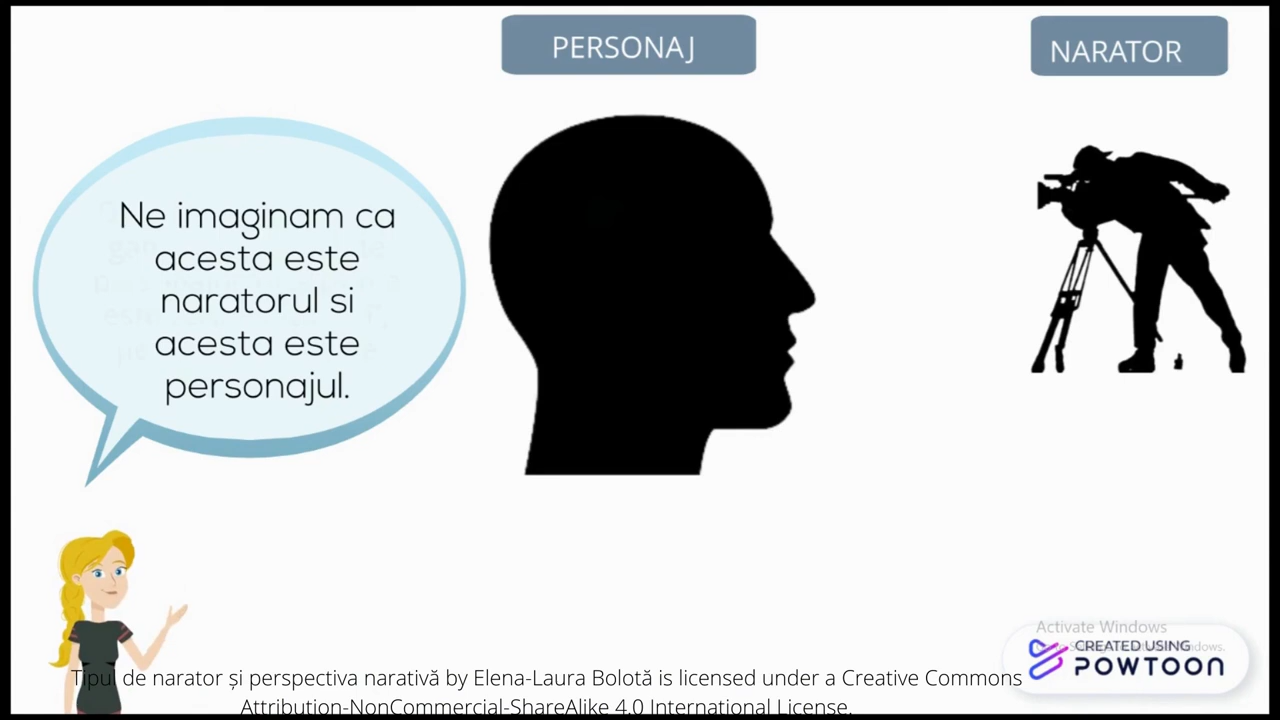 PERSONAJ
NARATOR
Ne imaginam ca
acesta este
naratorul si
acesta este
personajul.
Activate Windows
CREATED USING
POWTOON
Tipul de narator și perspectiva narativă by Elena-Laura Bolotă is licensed under a Creative Commons
Attribution-NonCommercial-ShareAlike 4.0 International License.